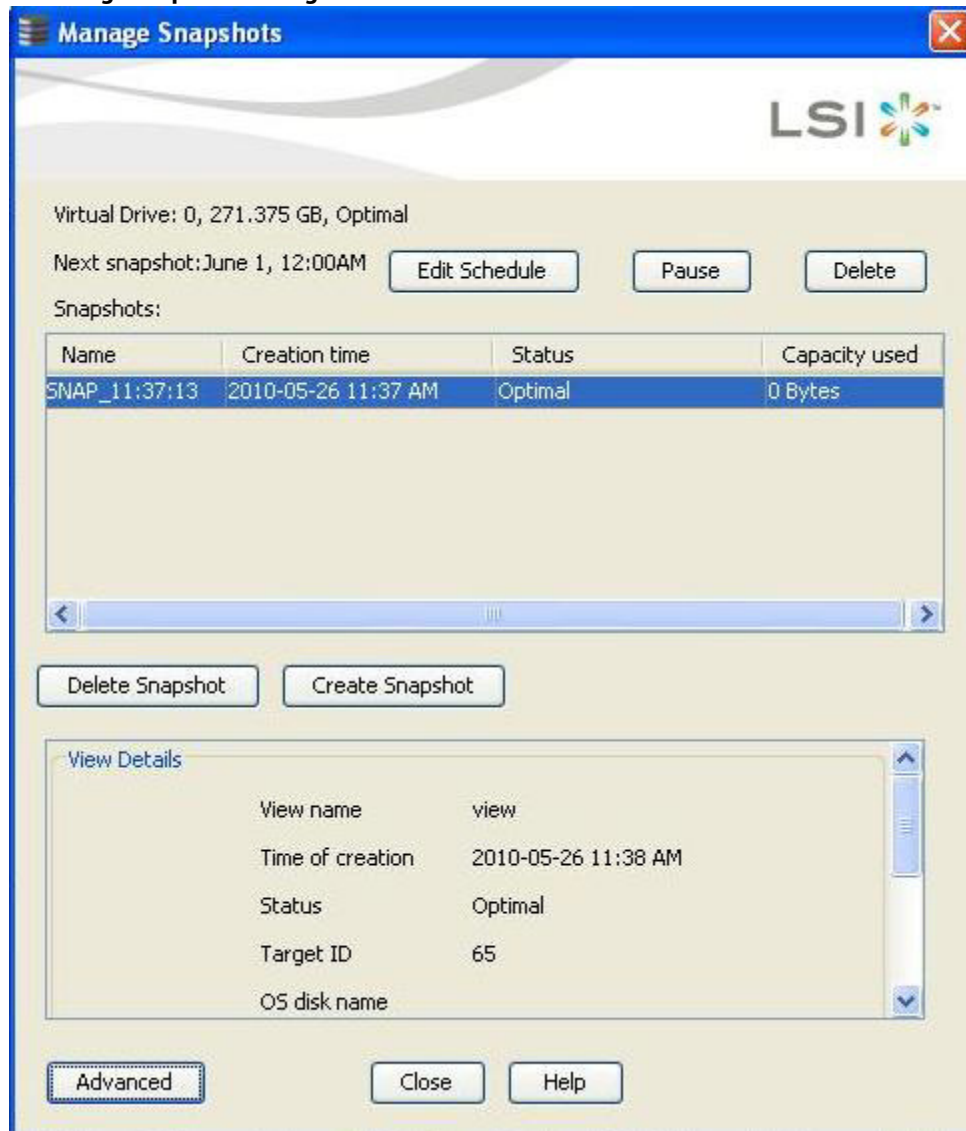 Manage Snapshots
LSI
Virtual Drive: 0, 271.375 GB, Optimal
Next snapshot:June 1, 12:00AM Edit Schedule Pause Delete
Snapshots:
Name Creation time Status Capacity used
SNAP_11:37:13 2010-05-26 11:37 AM Optimal 0 Bytes
Delete Snapshot Create Snapshot
View Details
View name view
Time of creation 2010-05-26 11:38 AM
Status Optimal
Target ID 65
OS disk name
Advanced Close Help